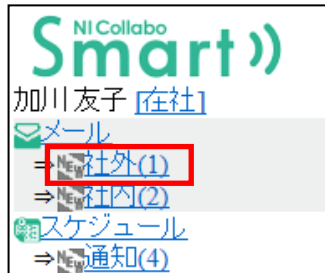 NI Collabo
Smart
加川 友子 [在社]
メール
⇒NEW社外(1)
⇒NEW社内(2)
スケジュール
⇒NEW通知(4)